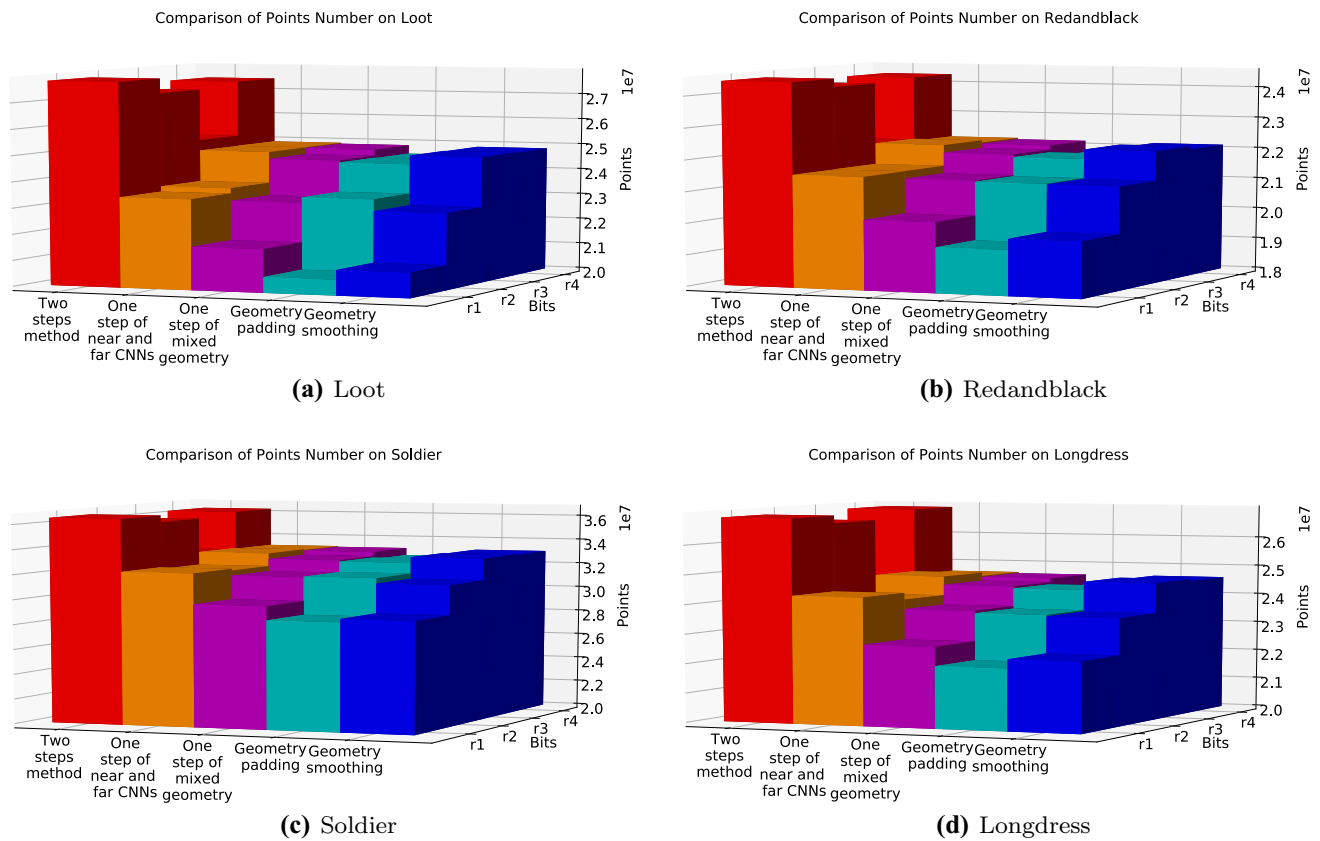 Comparison of Points Number on Loot
1e7
2.7
2.6
2.5
2.4
2.3
2.2
2.1
2.0
Points
r4
r3
r2
r1
Bits
Two
steps
method
One
step of
near and
far CNNs
One
step of
mixed
geometry
Geometry
padding
Geometry
smoothing
(a) Loot
Comparison of Points Number on Redandblack
1e7
2.4
2.3
2.2
2.1
2.0
1.9
1.8
Points
r4
r3
r2
r1
Bits
Two
steps
method
One
step of
near and
far CNNs
One
step of
mixed
geometry
Geometry
padding
Geometry
smoothing
(b) Redandblack
Comparison of Points Number on Soldier
1e7
3.6
3.4
3.2
3.0
2.8
2.6
2.4
2.2
2.0
Points
r4
r3
r2
r1
Bits
Two
steps
method
One
step of
near and
far CNNs
One
step of
mixed
geometry
Geometry
padding
Geometry
smoothing
(c) Soldier
Comparison of Points Number on Longdress
1e7
2.6
2.5
2.4
2.3
2.2
2.1
2.0
Points
r4
r3
r2
r1
Bits
Two
steps
method
One
step of
near and
far CNNs
One
step of
mixed
geometry
Geometry
padding
Geometry
smoothing
(d) Longdress